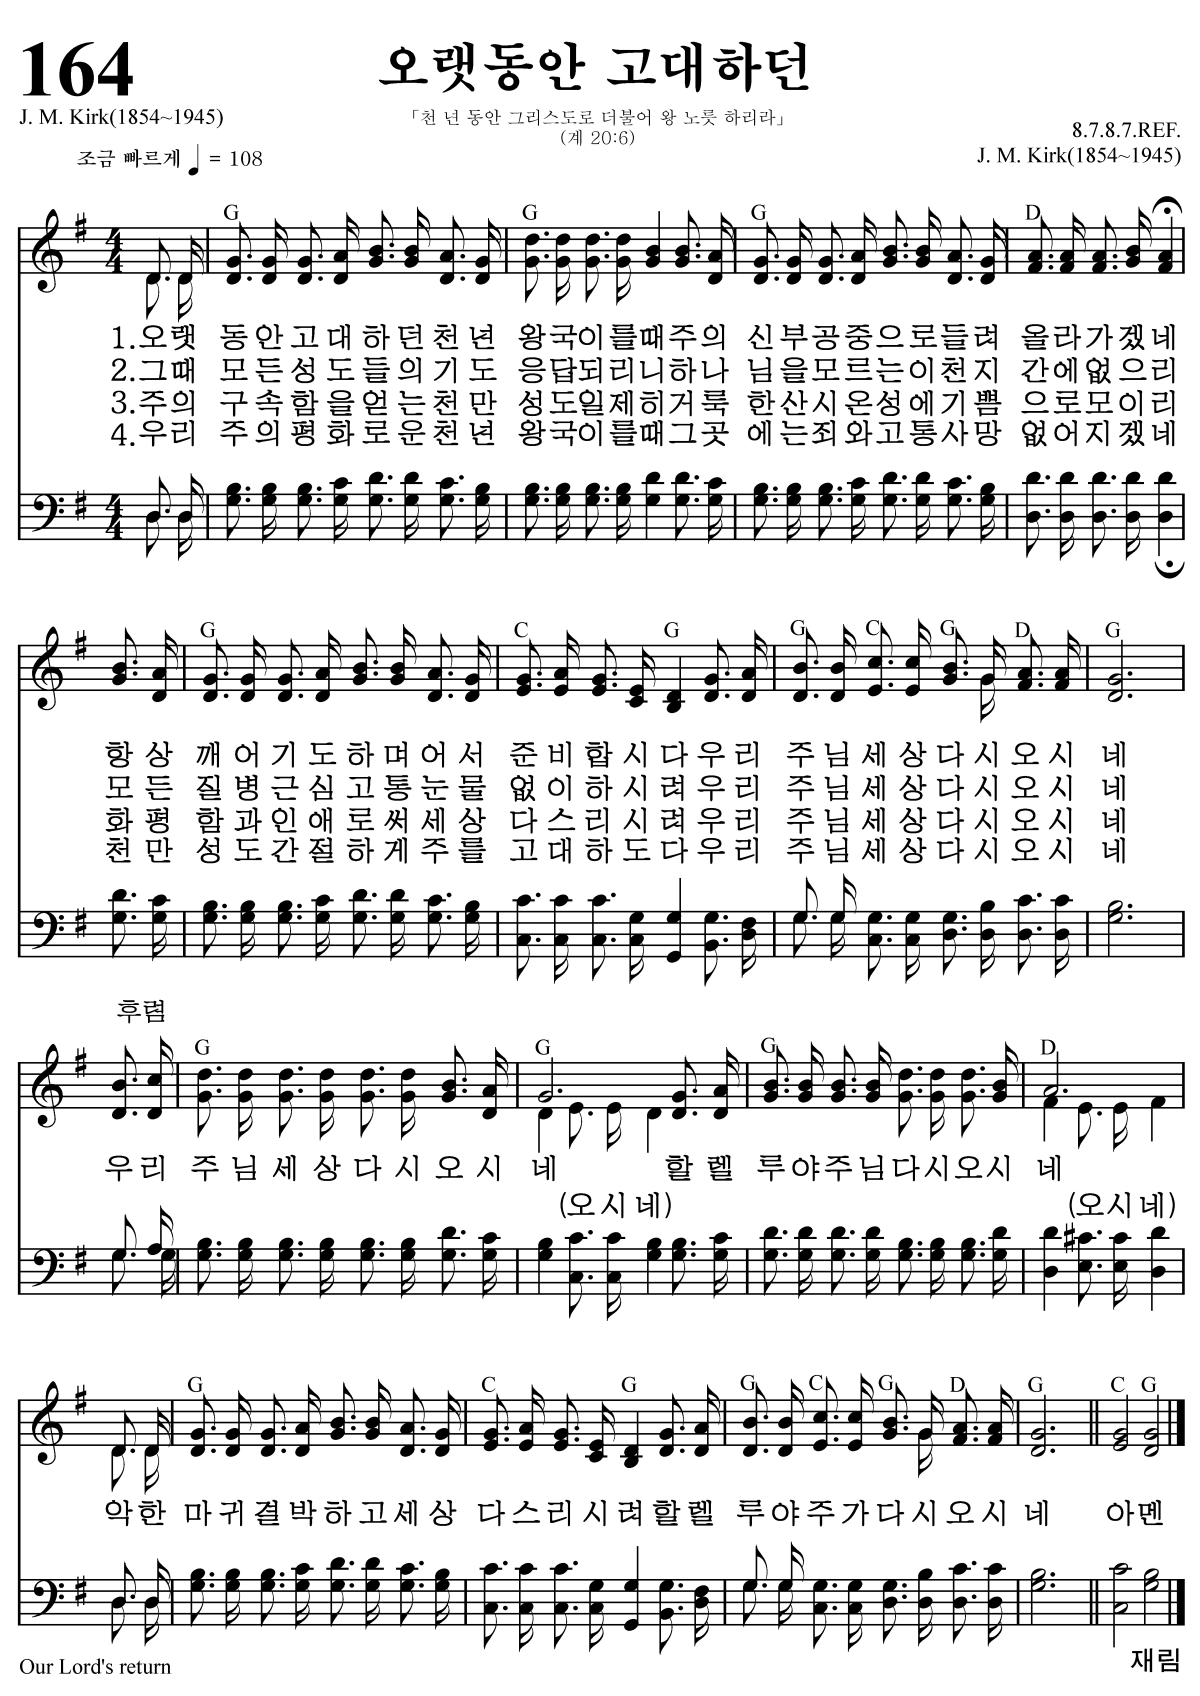 164
오랫동안 고대하던
J. M. Kirk(1854~1945)
「천 년 동안 그리스도로 더불어 왕 노릇 하리라」
(계 20:6)
8.7.8.7.REF.
조금 빠르게 ♩ = 108
J. M. Kirk(1854~1945)
G G G D
4
4
1.오랫 동안고대하던천년 왕국이를때주의 신부공중으로들려 올라가겠네
2.그때 모든성도들의기도 응답되리니하나 님을모르는이천지 간에없으리
3.주의 구속함을얻는천만 성도일제히거룩 한산시온성에기쁨 으로모이리
4.우리 주의평화로운천년 왕국이를때그곳 에는죄와고통사망 없어지겠네
4
4
G C G G C G D G
항상 깨어기도하며어서 준비합시다우리 주님세상다시오시 네
모든 질병근심고통눈물 없이하시려우리 주님세상다시오시 네
화평 함과인애로써세상 다스리시려우리 주님세상다시오시 네
천만 성도간절하게주를 고대하도다우리 주님세상다시오시 네
후렴
G G G D
우리 주님세상다시오시 네 할렐 루야주님다시오시 네
(오시네) (오시네)
G C G G C G D G C G
악한 마귀결박하고세상 다스리시려할렐 루야주가다시오시 네 아멘
Our Lord's return
재림